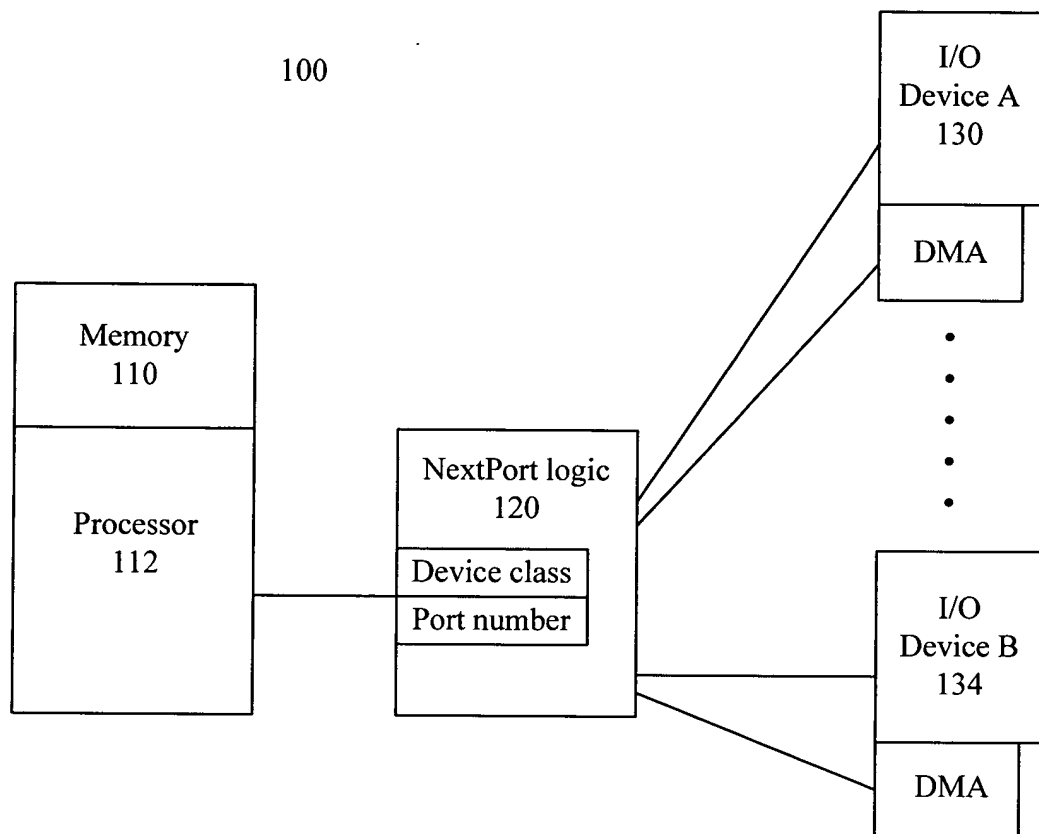 100
I/O
Device A
130
DMA
Memory
110
Processor
112
NextPort logic
120
Device class
Port number
I/O
Device B
134
DMA